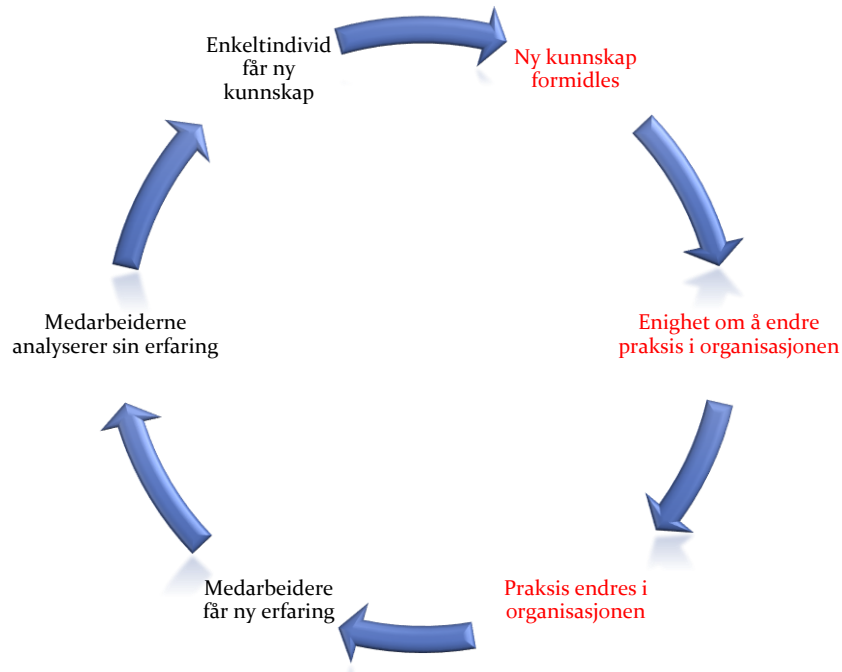 Enkeltindivid
får ny
kunnskap
Ny kunnskap
formidles
Enighet om å endre
praksis i organisasjonen
Praksis endres i
organisasjonen
Medarbeidere
får ny erfaring
Medarbeiderne
analyserer sin erfaring